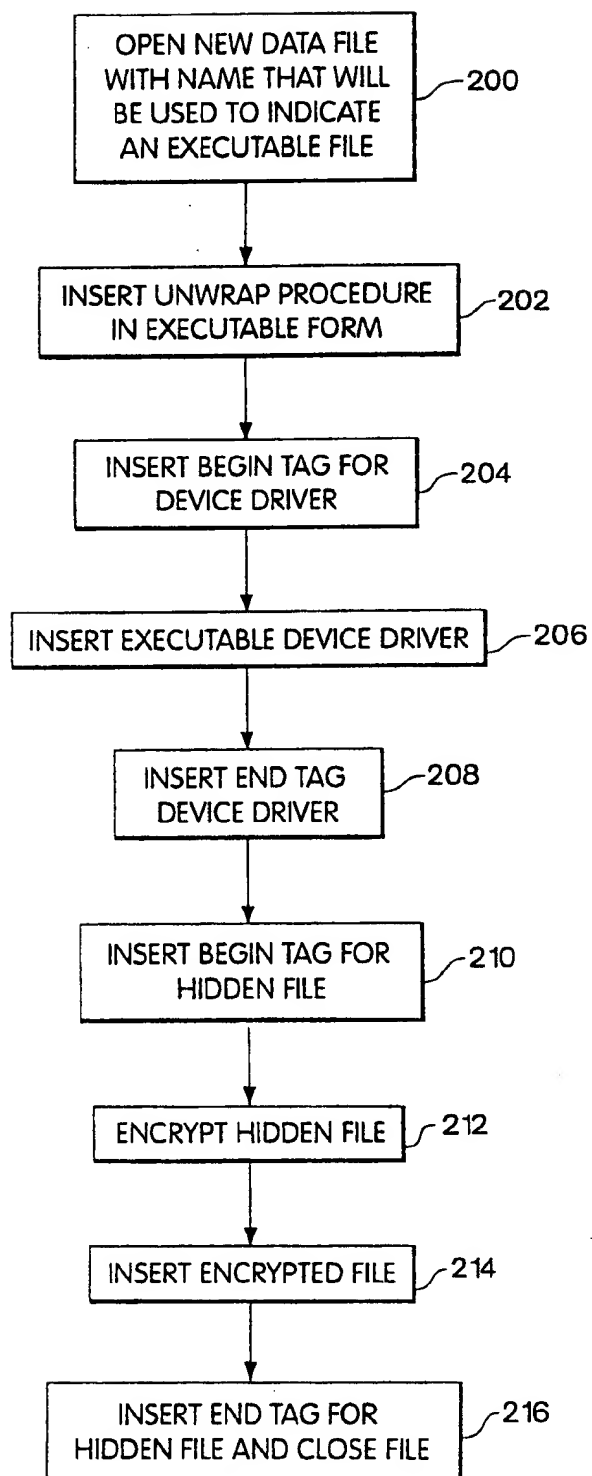 OPEN NEW DATA FILE
WITH NAME THAT WILL
BE USED TO INDICATE
AN EXECUTABLE FILE
200
INSERT UNWRAP PROCEDURE
IN EXECUTABLE FORM
202
INSERT BEGIN TAG FOR
DEVICE DRIVER
204
INSERT EXECUTABLE DEVICE DRIVER
206
INSERT END TAG
DEVICE DRIVER
208
INSERT BEGIN TAG FOR
HIDDEN FILE
210
ENCRYPT HIDDEN FILE
212
INSERT ENCRYPTED FILE
214
INSERT END TAG FOR
HIDDEN FILE AND CLOSE FILE
216